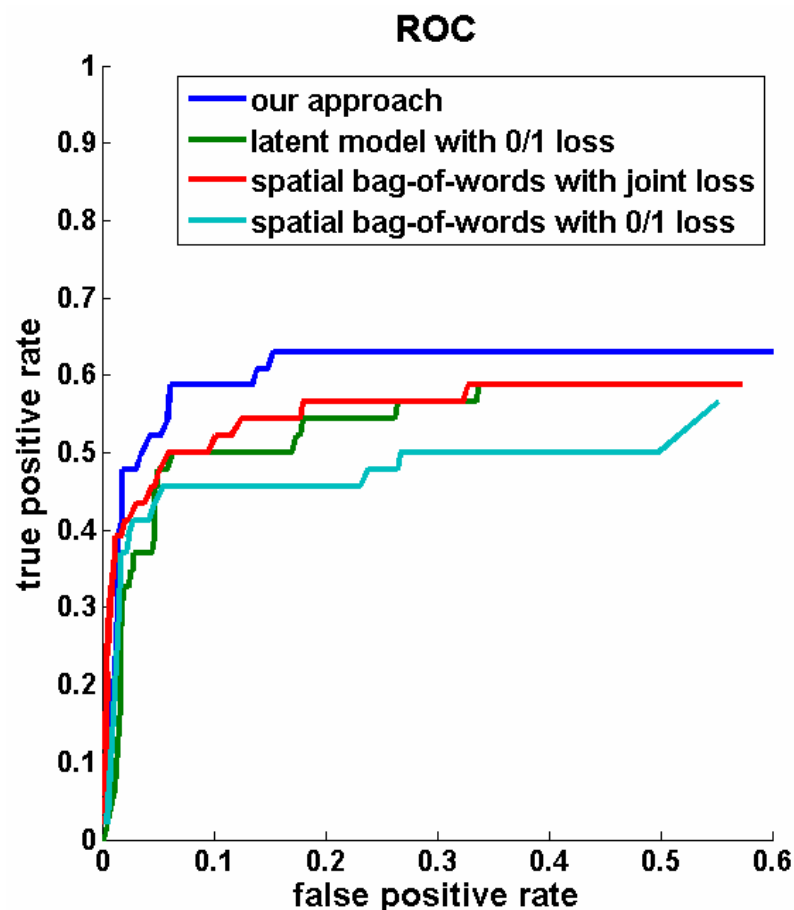 ROC
1
0.9
0.8
0.7
0.6
0.5
0.4
0.3
0.2
0.1
0
our approach
latent model with 0/1 loss
spatial bag-of-words with joint loss
spatial bag-of-words with 0/1 loss
true positive rate
0 0.1 0.2 0.3 0.4 0.5 0.6
false positive rate